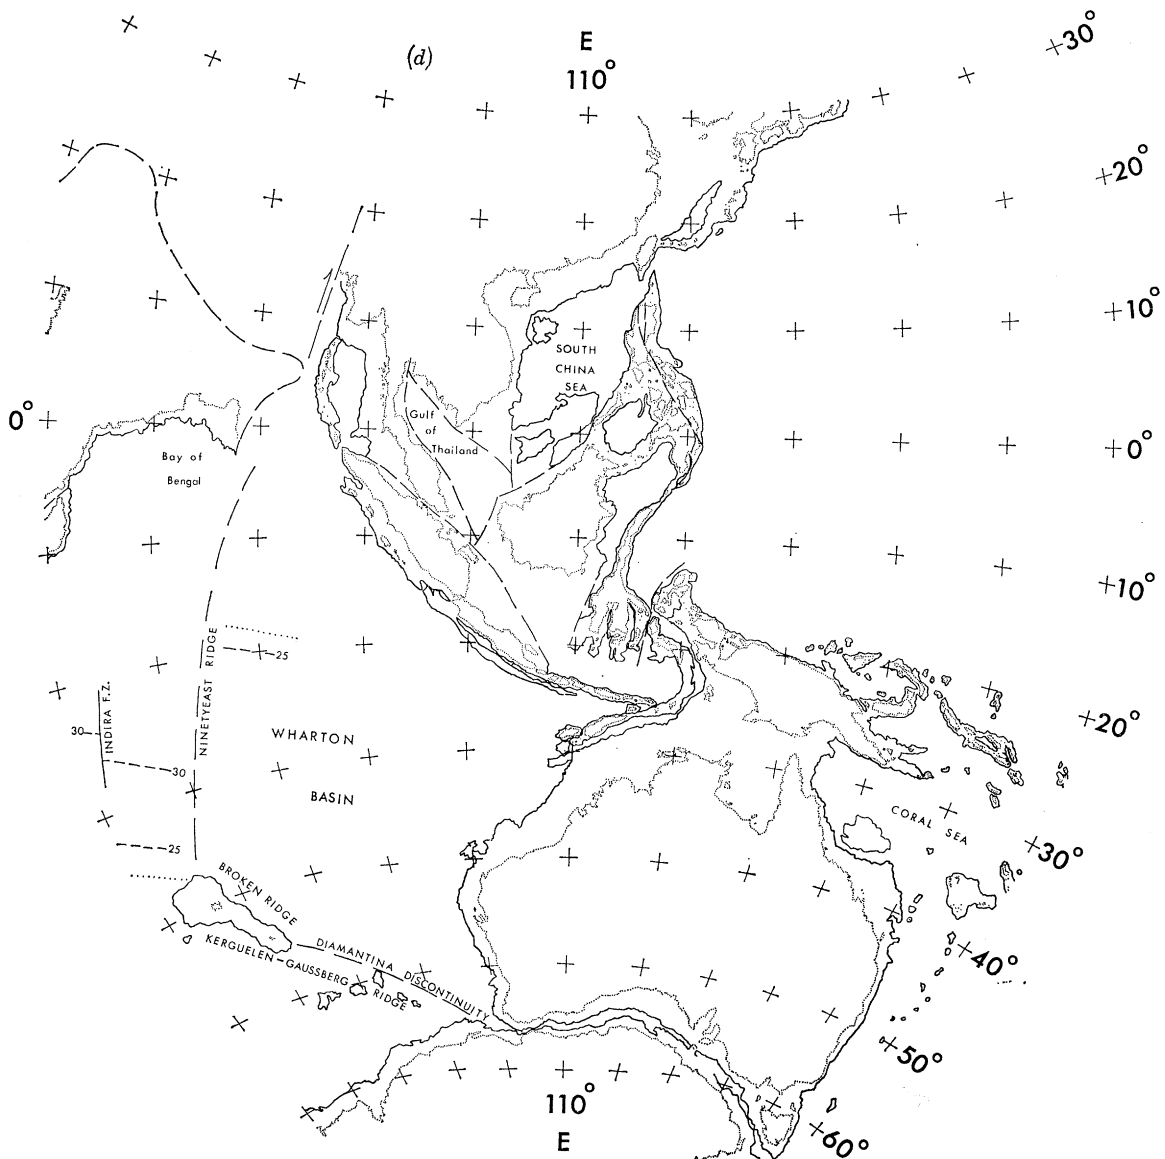 (d)
E
110°
30°
20°
10°
SOUTH
CHINA
SEA
0°
Gulf
of
Thailand
0°
Bay of
Bengal
10°
25
NINETYEAST RIDGE
INDIRA F.Z.
30
30
20°
WHARTON
BASIN
CORAL SEA
25
30°
BROKEN RIDGE
KERGUELEN-GAUSSBERG RIDGE
DIAMANTINA DISCONTINUITY
40°
50°
110°
E
60°